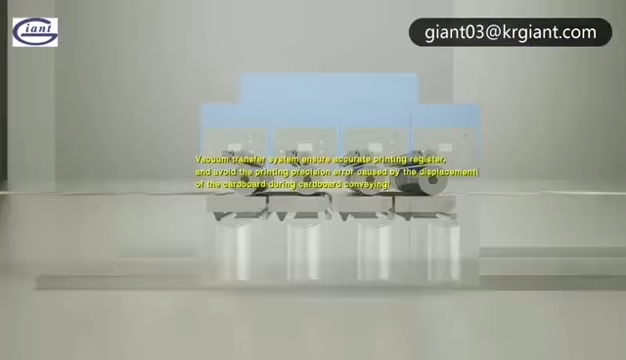 Giant
giant03@krgiant.com
Vacuum transfer system ensure accurate printing register,
and avoid the printing precision error caused by the displacement
of the cardboard during cardboard conveying